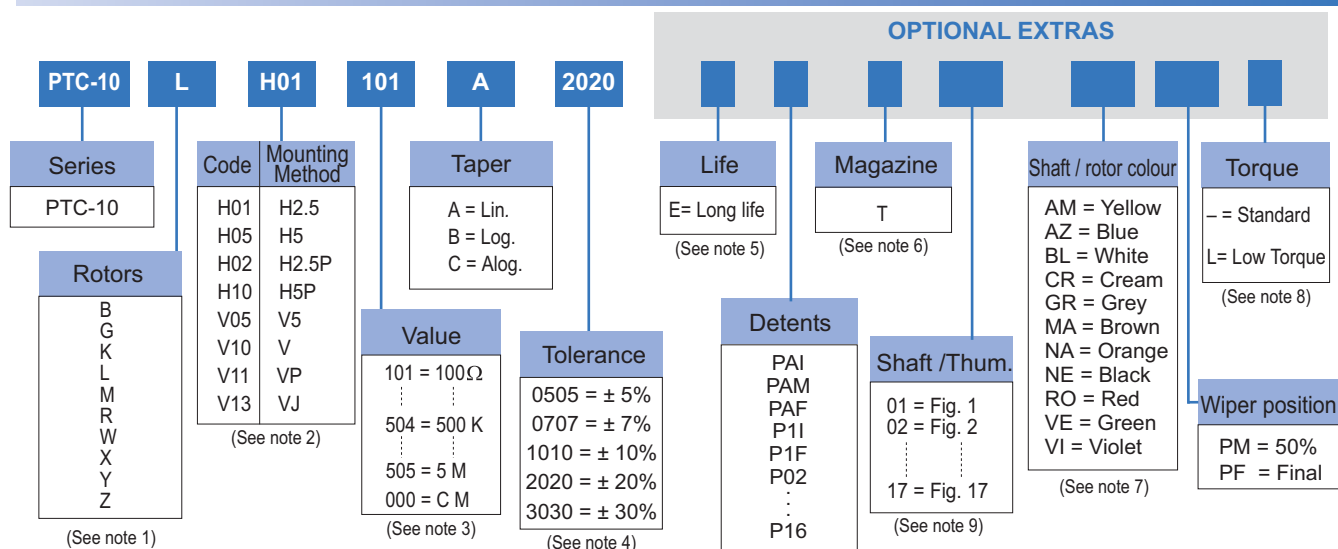 OPTIONAL EXTRAS
PTC-10 L H01 101 A 2020
Series
PTC-10
Rotors
B
G
K
L
M
R
W
X
Y
Z
(See note 1)
Code Mounting Method
H01 H2.5
H05 H5
H02 H2.5P
H10 H5P
V05 V5
V10 V
V11 VP
V13 VJ
(See note 2)
Value
101 = 100Ω
504 = 500 K
505 = 5 M
000 = C M
(See note 3)
Taper
A = Lin.
B = Log.
C = Alog.
Tolerance
0505 = ± 5%
0707 = ± 7%
1010 = ± 10%
2020 = ± 20%
3030 = ± 30%
(See note 4)
Life
E= Long life
(See note 5)
Detents
PAI
PAM
PAF
P1I
P1F
P02
:
P16
Magazine
T
(See note 6)
Shaft /Thum.
01 = Fig. 1
02 = Fig. 2
17 = Fig. 17
(See note 9)
Shaft / rotor colour
AM = Yellow
AZ = Blue
BL = White
CR = Cream
GR = Grey
MA = Brown
NA = Orange
NE = Black
RO = Red
VE = Green
VI = Violet
(See note 7)
Wiper position
PM = 50%
PF = Final
Torque
– = Standard
L= Low Torque
(See note 8)